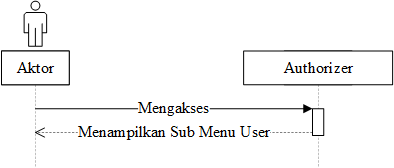 Aktor
Authorizer
Mengakses
Menampilkan Sub Menu User